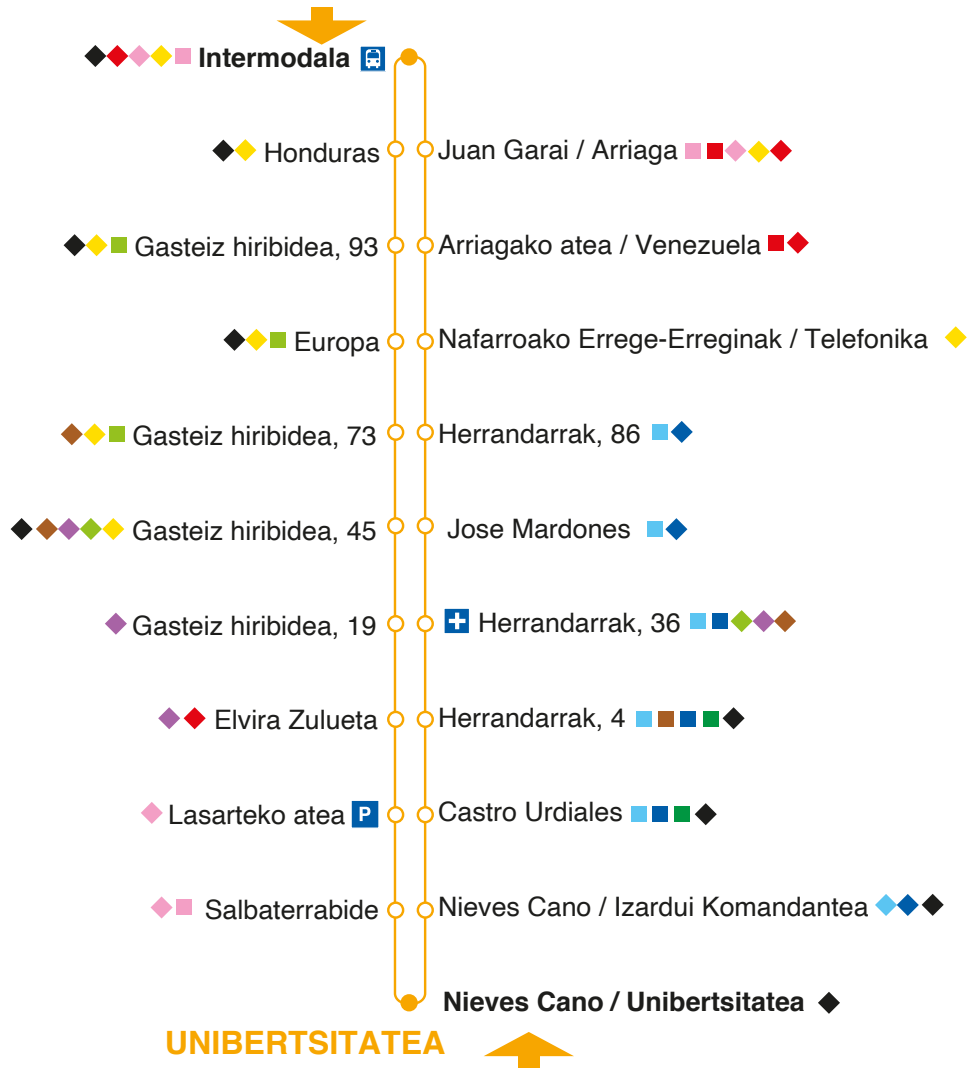 Intermodala
Honduras
Juan Garai / Arriaga
Gasteiz hiribidea, 93
Arriagako atea / Venezuela
Europa
Nafarroako Errege-Erreginak / Telefonika
Gasteiz hiribidea, 73
Herrandarrak, 86
Gasteiz hiribidea, 45
Jose Mardones
Gasteiz hiribidea, 19
Herrandarrak, 36
Elvira Zulueta
Herrandarrak, 4
Lasarteko atea P
Castro Urdiales
Salbaterrabide
Nieves Cano / Izardui Komandantea
Nieves Cano / Unibertsitatea
UNIBERTSITATEA